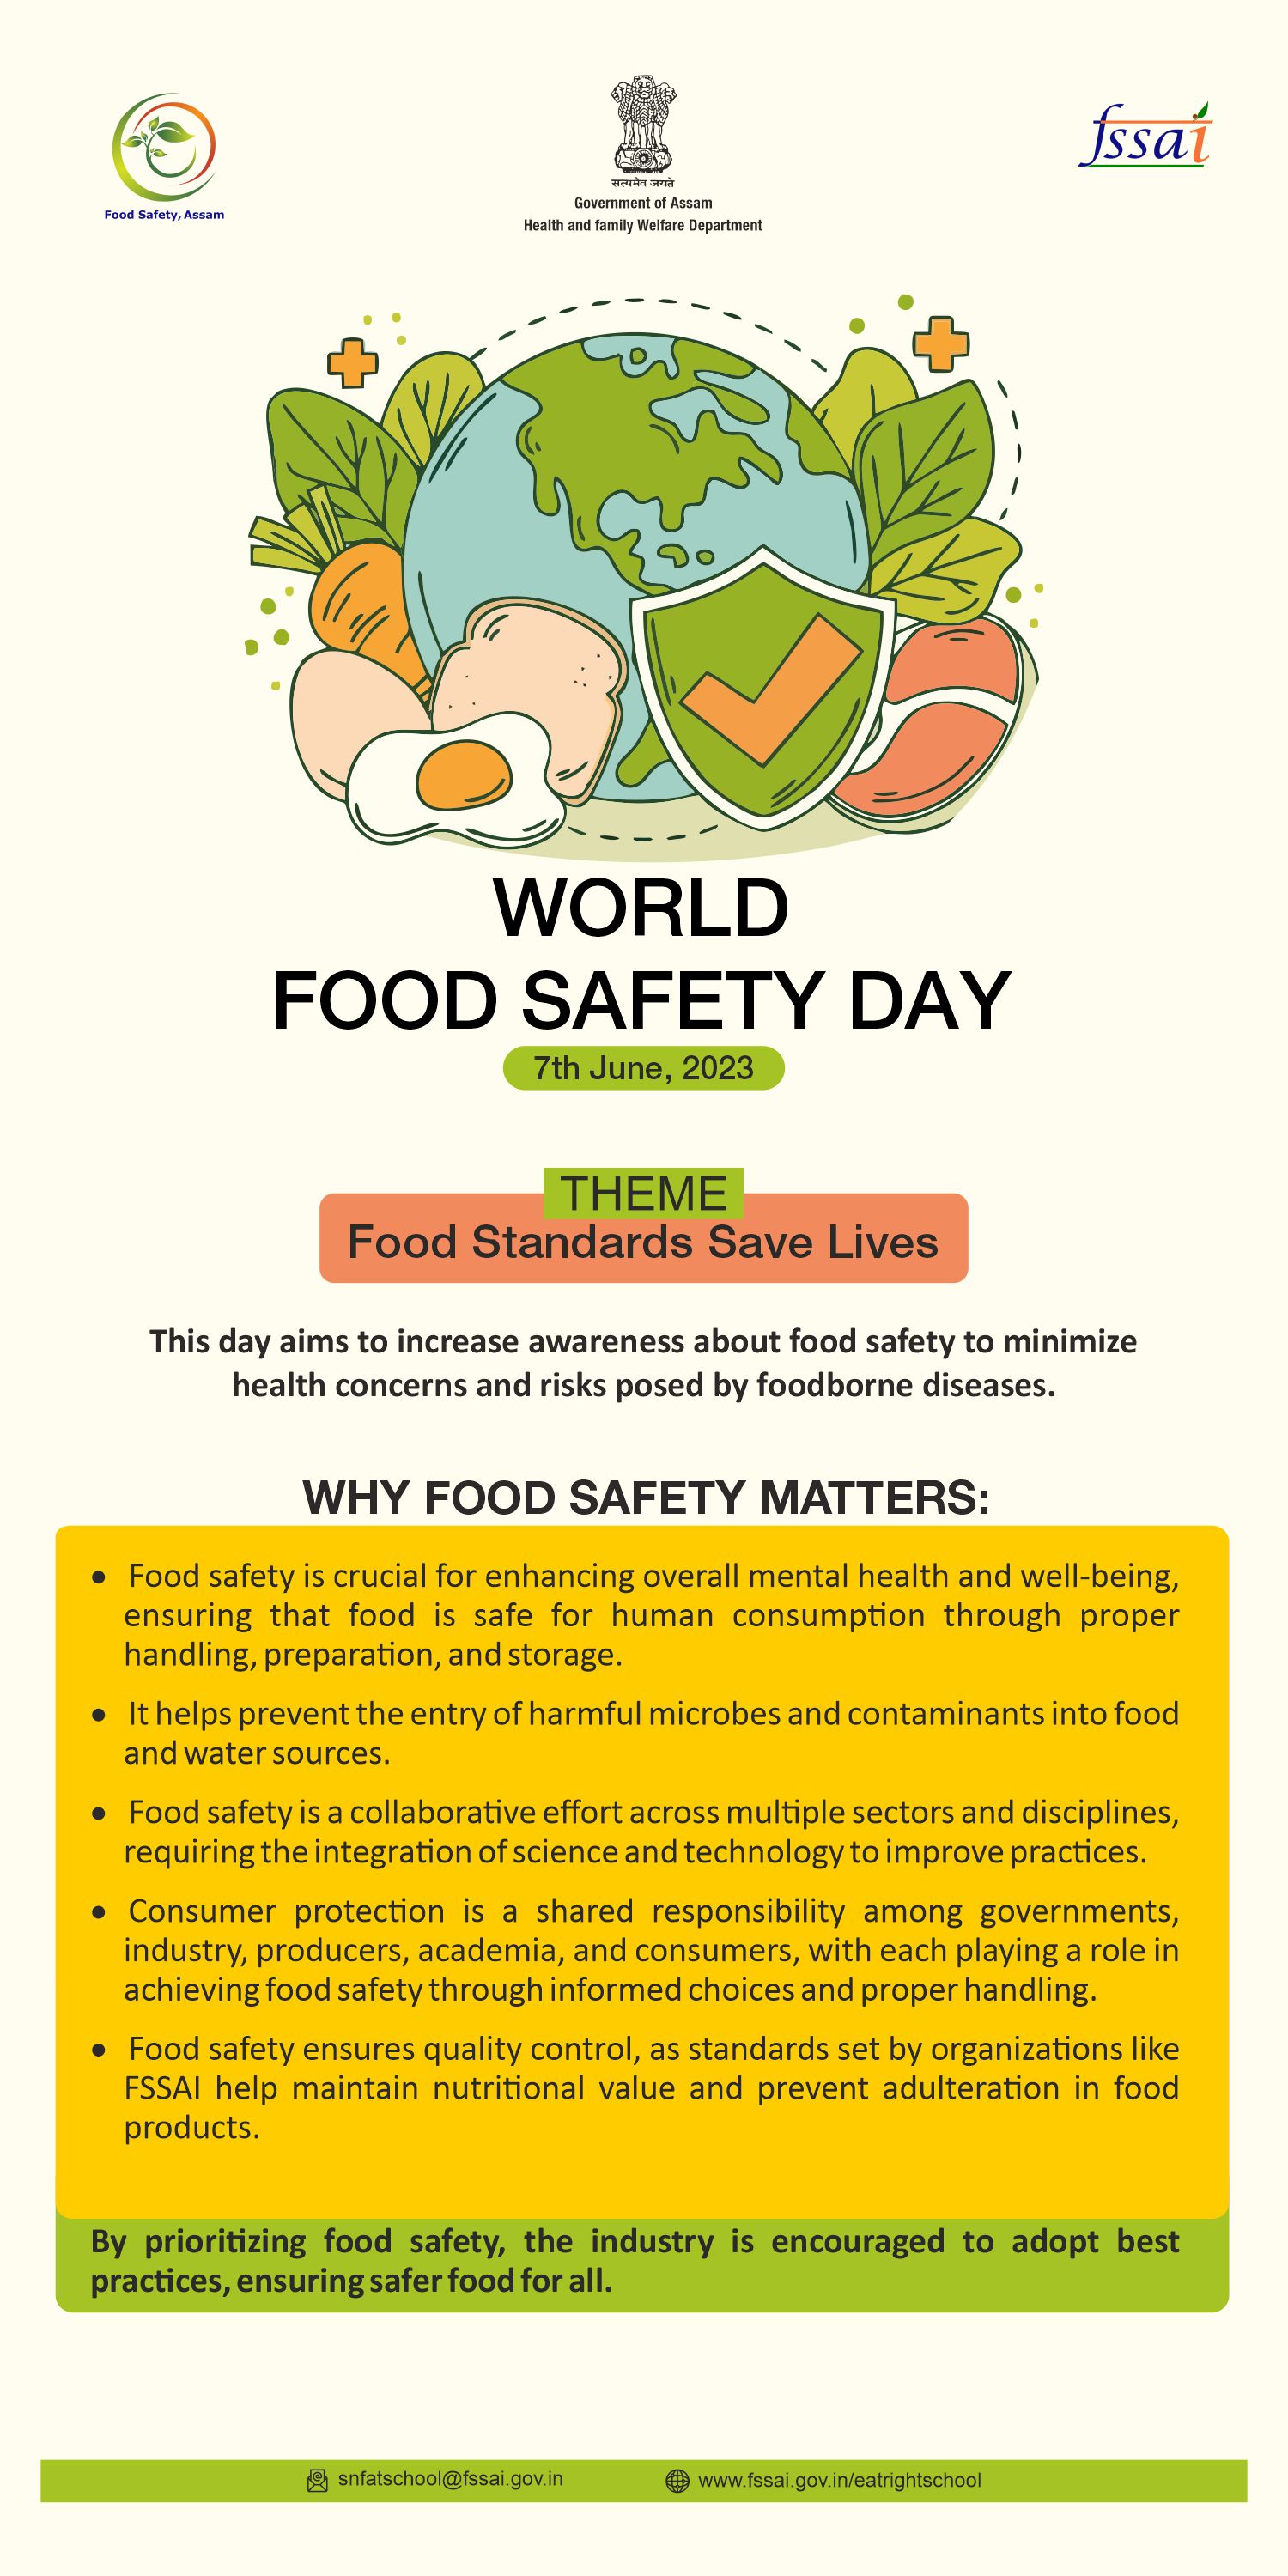 Food Safety, Assam
सत्यमेव जयते
Government of Assam
Health and family Welfare Department
fssai
WORLD
FOOD SAFETY DAY
7th June, 2023
THEME
Food Standards Save Lives
This day aims to increase awareness about food safety to minimize
health concerns and risks posed by foodborne diseases.
WHY FOOD SAFETY MATTERS:
• Food safety is crucial for enhancing overall mental health and well-being,
ensuring that food is safe for human consumption through proper
handling, preparation, and storage.
• It helps prevent the entry of harmful microbes and contaminants into food
and water sources.
• Food safety is a collaborative effort across multiple sectors and disciplines,
requiring the integration of science and technology to improve practices.
• Consumer protection is a shared responsibility among governments,
industry, producers, academia, and consumers, with each playing a role in
achieving food safety through informed choices and proper handling.
• Food safety ensures quality control, as standards set by organizations like
FSSAI help maintain nutritional value and prevent adulteration in food
products.
By prioritizing food safety, the industry is encouraged to adopt best
practices, ensuring safer food for all.
snfatschool@fssai.gov.in
www.fssai.gov.in/eatrightschool